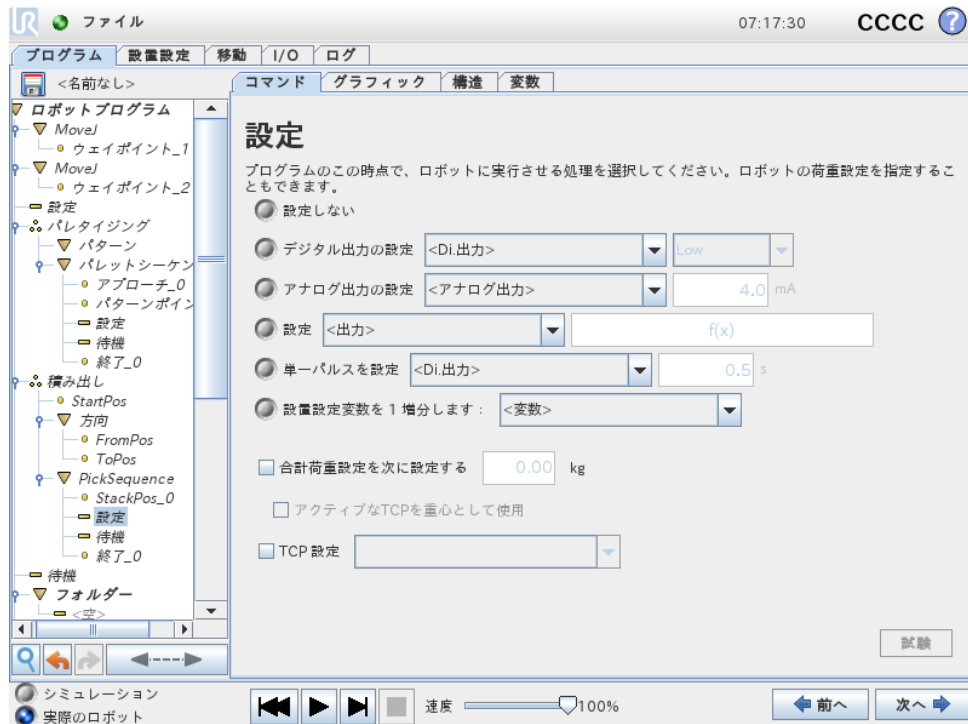 UR ファイル 07:17:30 CCCC ?
プログラム 設置設定 移動 I/O ログ
<名前なし>
コマンド グラフィック 構造 変数
ロボットプログラム
MoveJ
ウェイポイント_1
MoveJ
ウェイポイント_2
設定
パレタイジング
パターン
パレットシーケン
アプローチ_0
パターンポイン
設定
待機
終了_0
積み出し
StartPos
方向
FromPos
ToPos
PickSequence
StackPos_0
設定
待機
終了_0
待機
フォルダー
<空>
設定
プログラムのこの時点で、ロボットに実行させる処理を選択してください。ロボットの荷重設定を指定するこ
ともできます。
設定しない
デジタル出力の設定 <Di.出力> Low
アナログ出力の設定 <アナログ出力> 4.0 mA
設定 <出力> f(x)
単一パルスを設定 <Di.出力> 0.5 s
設置設定変数を 1 増分します: <変数>
合計荷重設定を次に設定する 0.00 kg
アクティブなTCPを重心として使用
TCP 設定
試験
シミュレーション
実際のロボット
速度 100%
前へ 次へ